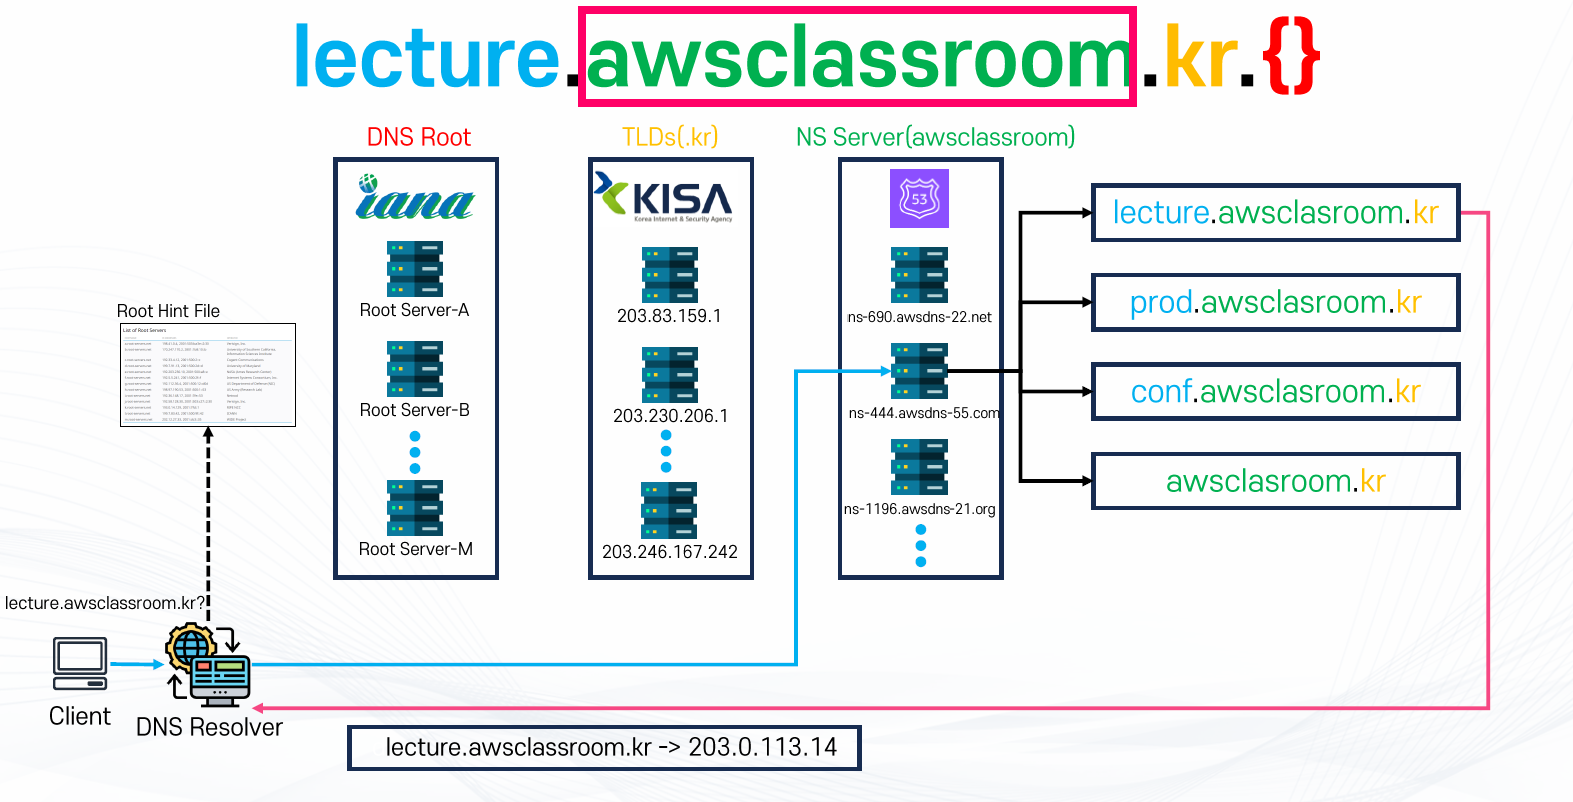 lecture.awsclassroom.kr.{}
DNS Root
TLDs(.kr)
NS Server(awsclassroom)
iana
KISA
Korea Internet & Security Agency
53
Root Server-A
Root Server-B
Root Server-M
203.83.159.1
203.230.206.1
203.246.167.242
ns-690.awsdns-22.net
ns-444.awsdns-55.com
ns-1196.awsdns-21.org
lecture.awsclasroom.kr
prod.awsclasroom.kr
conf.awsclasroom.kr
awsclasroom.kr
Root Hint File
List of Root Servers
lecture.awsclassroom.kr?
Client
DNS Resolver
lecture.awsclassroom.kr -> 203.0.113.14